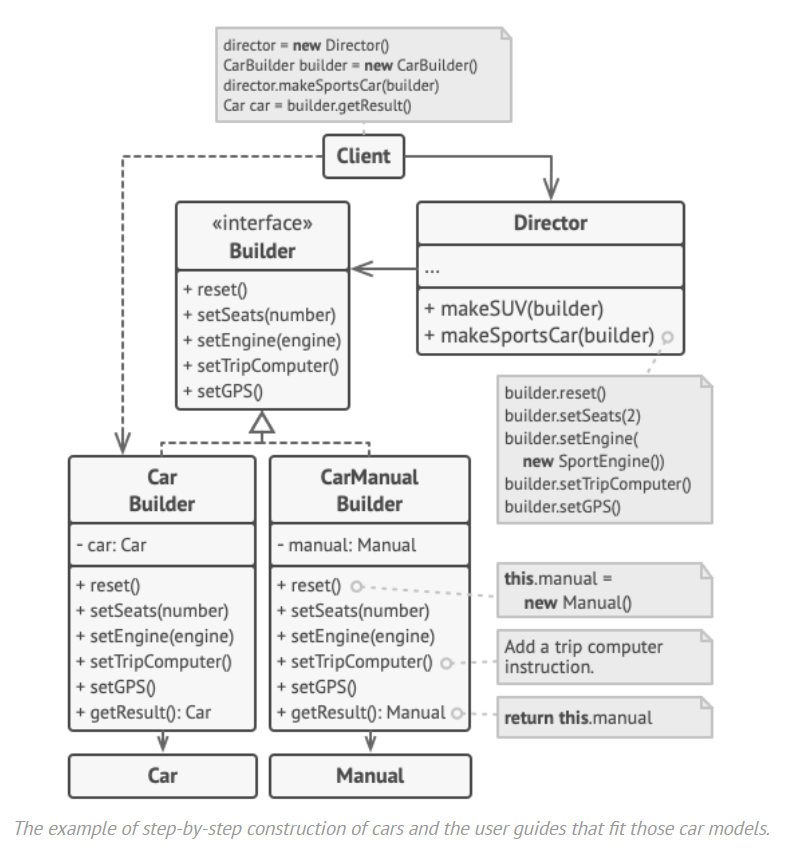 director = new Director()
CarBuilder builder = new CarBuilder()
director.makeSportsCar(builder)
Car car = builder.getResult()
Client
«interface»
Builder
+ reset()
+ setSeats(number)
+ setEngine(engine)
+ setTripComputer()
+ setGPS()
Director
...
+ makeSUV(builder)
+ makeSportsCar(builder)
builder.reset()
builder.setSeats(2)
builder.setEngine(
new SportEngine())
builder.setTripComputer()
builder.setGPS()
Car
Builder
- car: Car
+ reset()
+ setSeats(number)
+ setEngine(engine)
+ setTripComputer()
+ setGPS()
+ getResult(): Car
CarManual
Builder
- manual: Manual
+ reset()
+ setSeats(number)
+ setEngine(engine)
+ setTripComputer()
+ setGPS()
+ getResult(): Manual
this.manual =
new Manual()
Add a trip computer
instruction.
return this.manual
Car
Manual
The example of step-by-step construction of cars and the user guides that fit those car models.